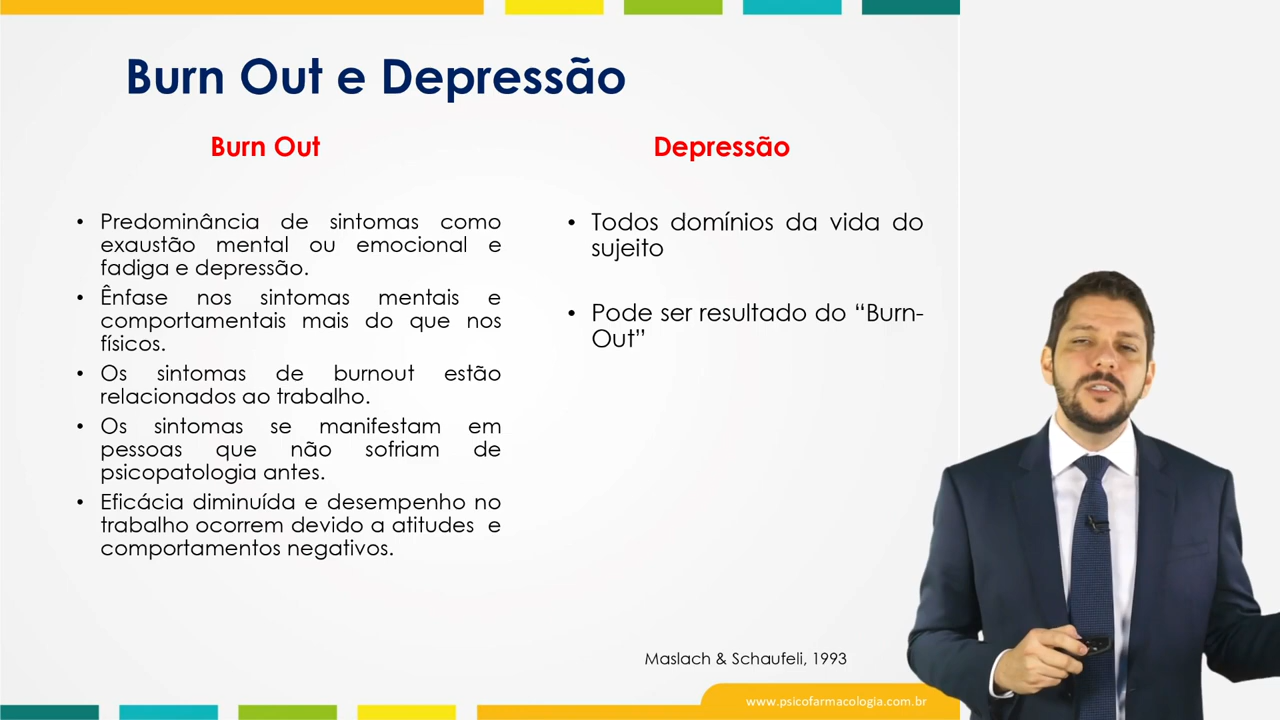 Burn Out e Depressão
Burn Out
• Predominância de sintomas como
exaustão mental ou emocional e
fadiga e depressão.
• Ênfase nos sintomas mentais e
comportamentais mais do que nos
físicos.
• Os sintomas de burnout estão
relacionados ao trabalho.
• Os sintomas se manifestam em
pessoas que não sofriam de
psicopatologia antes.
• Eficácia diminuída e desempenho no
trabalho ocorrem devido a atitudes e
comportamentos negativos.
Depressão
• Todos domínios da vida do
sujeito
• Pode ser resultado do “Burn-
Out”
Maslach & Schaufeli, 1993
www.psicofarmacologia.com.br